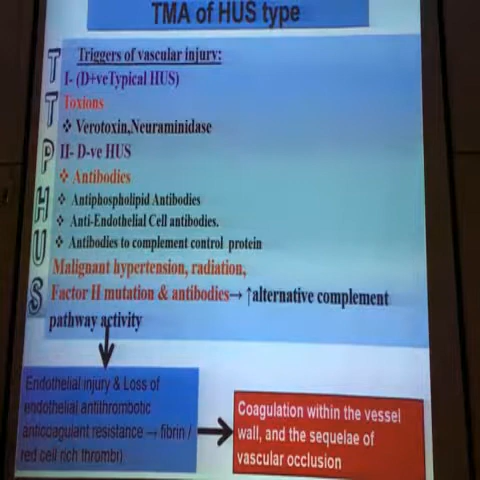 TMA of HUS type
Triggers of vascular injury:
I- (D+veTypical HUS)
Toxions
❖ Verotoxin,Neuraminidase
II- D-ve HUS
❖ Antibodies
❖ Antiphospholipid Antibodies
❖ Anti-Endothelial Cell antibodies.
❖ Antibodies to complement control protein
Malignant hypertension, radiation,
Factor H mutation & antibodies→ ↑alternative complement
pathway activity
TTPHUS
Endothelial injury & Loss of
endothelial antithrombotic
anticoagulant resistance → fibrin /
red cell rich thrombi)
Coagulation within the vessel
wall, and the sequelae of
vascular occlusion